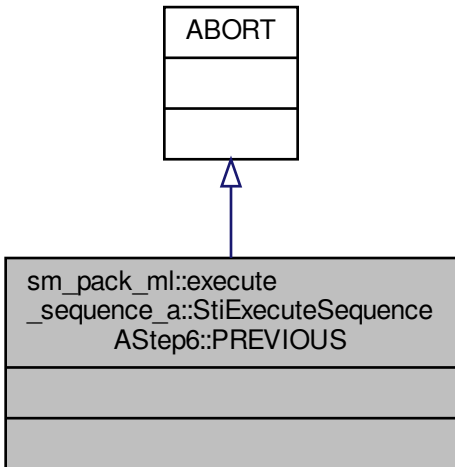 ABORT
sm_pack_ml::execute
_sequence_a::StiExecuteSequence
AStep6::PREVIOUS